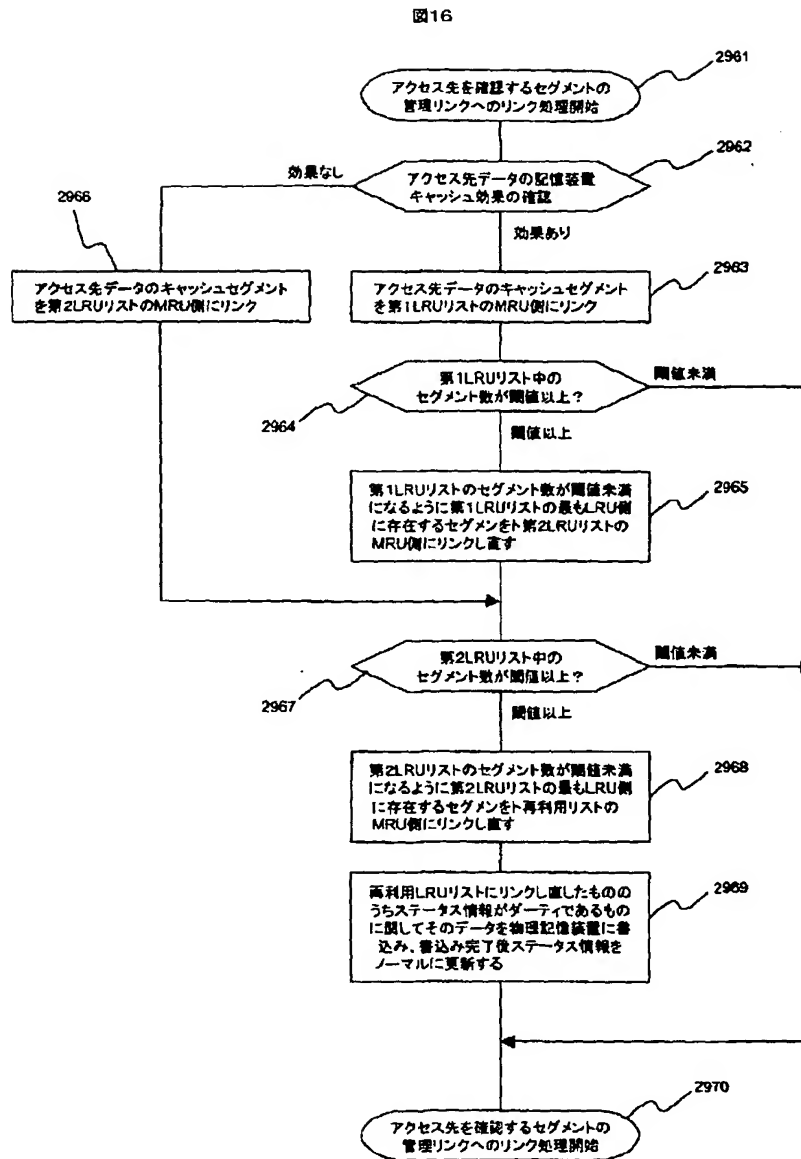 図16
2961
アクセス先を確認するセグメントの
管理リンクへのリンク処理開始
2962
効果なし
アクセス先データの記憶装置
キャッシュ効果の確認
2966
効果あり
2963
アクセス先データのキャッシュセグメント
を第2LRUリストのMRU側にリンク
アクセス先データのキャッシュセグメント
を第1LRUリストのMRU側にリンク
第1LRUリスト中の
セグメント数が閾値以上?
閾値未満
2964
閾値以上
2965
第1LRUリストのセグメント数が閾値未満
になるように第1LRUリストの最もLRU側
に存在するセグメンをト第2LRUリストの
MRU側にリンクし直す
第2LRUリスト中の
セグメント数が閾値以上?
閾値未満
2967
閾値以上
2968
第2LRUリストのセグメント数が閾値未満
になるように第2LRUリストの最もLRU側
に存在するセグメンをト再利用リストの
MRU側にリンクし直す
2969
再利用LRUリストにリンクし直したものの
うちステータス情報がダーティであるもの
に関してそのデータを物理記憶装置に書
込み、書込み完了後ステータス情報を
ノーマルに更新する
2970
アクセス先を確認するセグメントの
管理リンクへのリンク処理開始